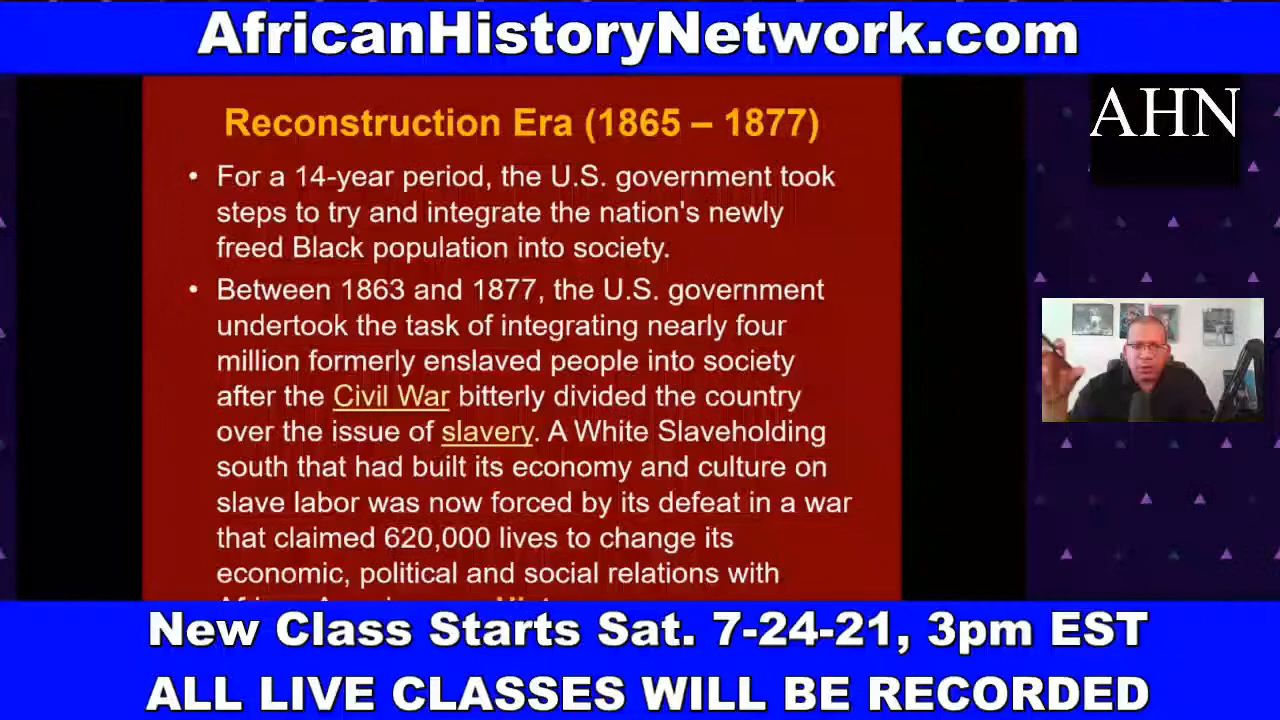 AfricanHistoryNetwork.com
AHN
Reconstruction Era (1865 – 1877)
• For a 14-year period, the U.S. government took
steps to try and integrate the nation's newly
freed Black population into society.
• Between 1863 and 1877, the U.S. government
undertook the task of integrating nearly four
million formerly enslaved people into society
after the Civil War bitterly divided the country
over the issue of slavery. A White Slaveholding
south that had built its economy and culture on
slave labor was now forced by its defeat in a war
that claimed 620,000 lives to change its
economic, political and social relations with
New Class Starts Sat. 7-24-21, 3pm EST
ALL LIVE CLASSES WILL BE RECORDED